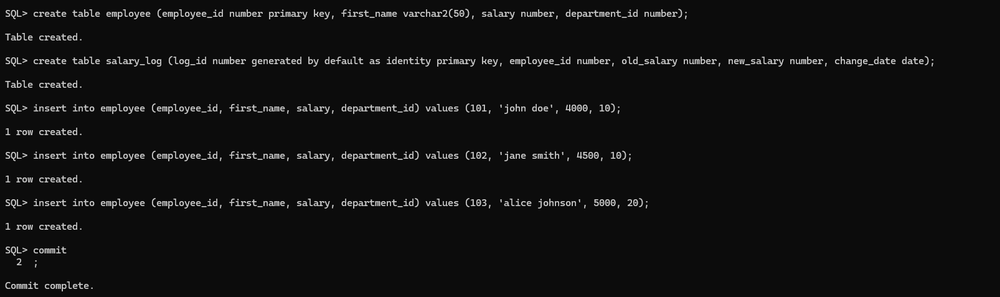 SQL> create table employee (employee_id number primary key, first_name varchar2(50), salary number, department_id number);
Table created.
SQL> create table salary_log (log_id number generated by default as identity primary key, employee_id number, old_salary number, new_salary number, change_date date);
Table created.
SQL> insert into employee (employee_id, first_name, salary, department_id) values (101, 'john doe', 4000, 10);
1 row created.
SQL> insert into employee (employee_id, first_name, salary, department_id) values (102, 'jane smith', 4500, 10);
1 row created.
SQL> insert into employee (employee_id, first_name, salary, department_id) values (103, 'alice johnson', 5000, 20);
1 row created.
SQL> commit
  2  ;
Commit complete.